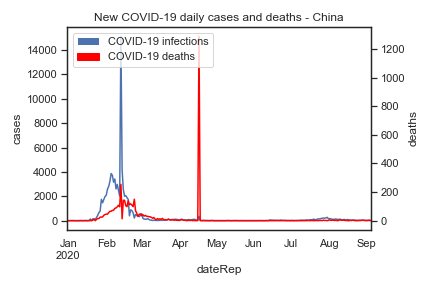 New COVID-19 daily cases and deaths - China
COVID-19 infections
COVID-19 deaths
14000
12000
10000
8000
6000
4000
2000
0
cases
1200
1000
800
600
400
200
0
deaths
Jan Feb Mar Apr May Jun Jul Aug Sep
2020
dateRep